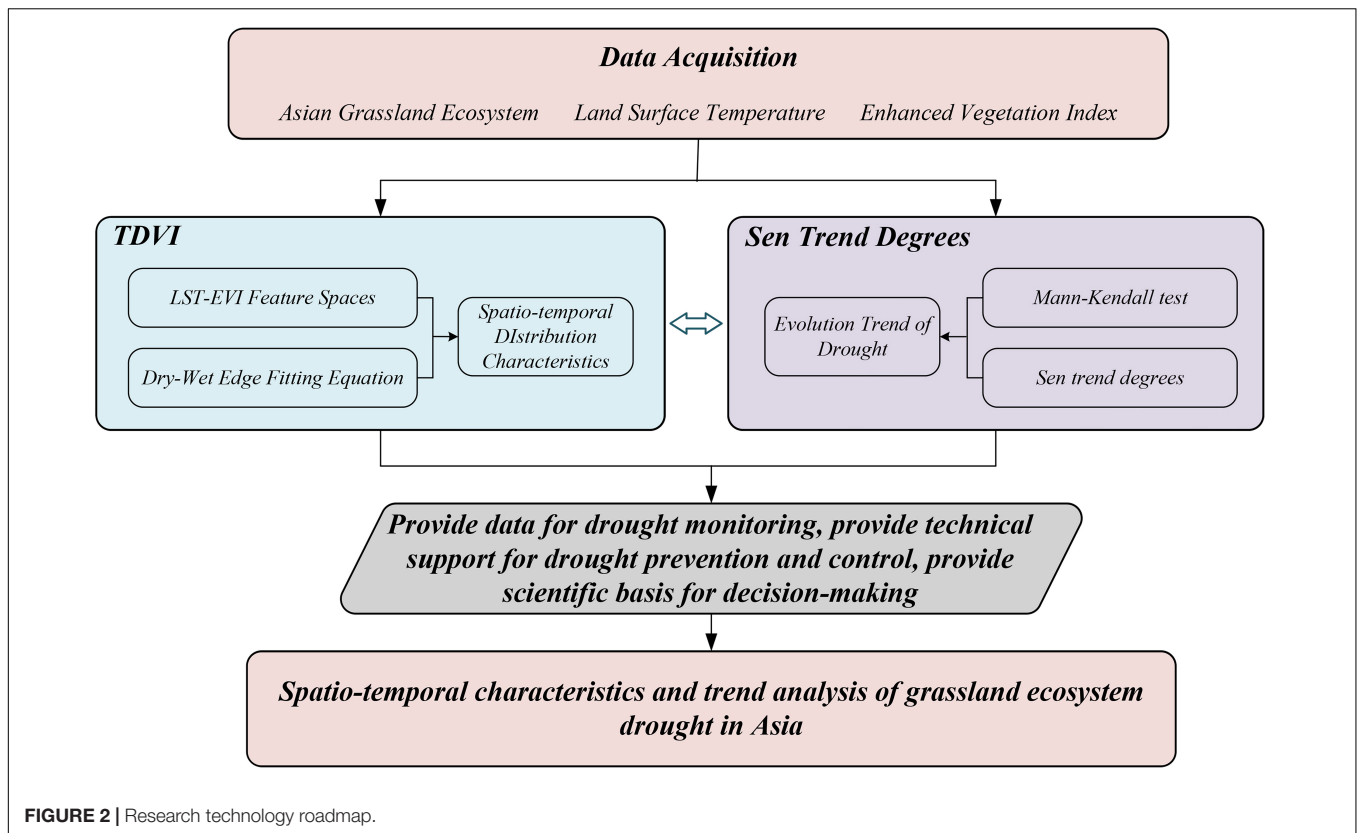 Data Acquisition
Asian Grassland Ecosystem Land Surface Temperature Enhanced Vegetation Index
TDVI
LST-EVI Feature Spaces
Dry-Wet Edge Fitting Equation
Spatio-temporal
DIstribution
Characteristics
Sen Trend Degrees
Evolution Trend of
Drought
Mann-Kendall test
Sen trend degrees
Provide data for drought monitoring, provide technical
support for drought prevention and control, provide
scientific basis for decision-making
Spatio-temporal characteristics and trend analysis of grassland ecosystem
drought in Asia
FIGURE 2 | Research technology roadmap.